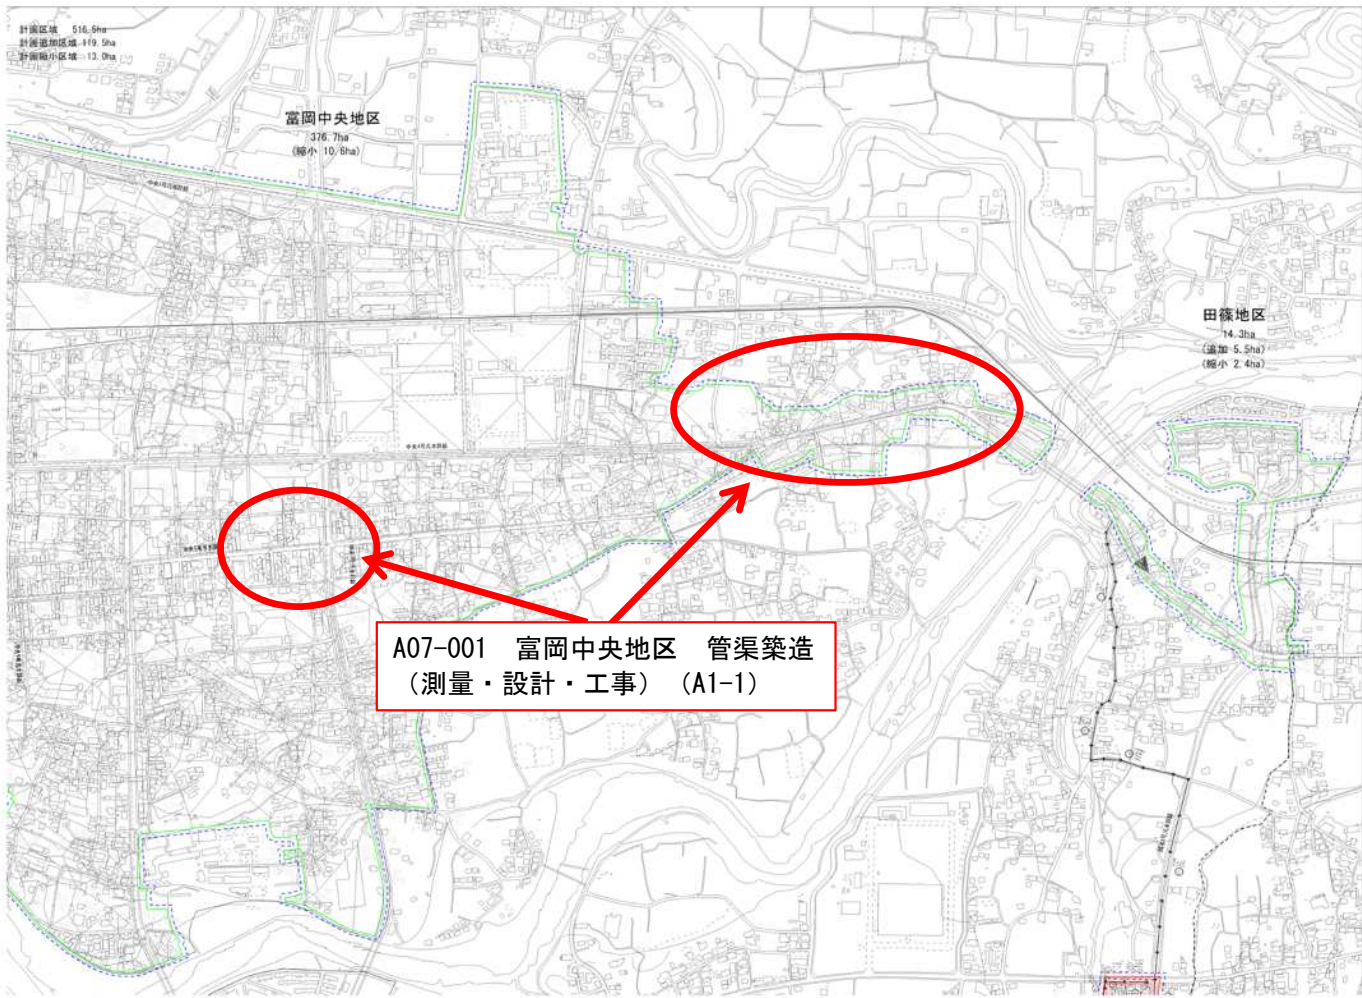 計画区域 516.6ha
計画追加区域 119.5ha
計画縮小区域 13.0ha
富岡中央地区
376.7ha
(縮小 10.6ha)
田篠地区
14.3ha
(追加 5.5ha)
(縮小 2.4ha)
A07-001 富岡中央地区 管渠築造
(測量・設計・工事) (A1-1)